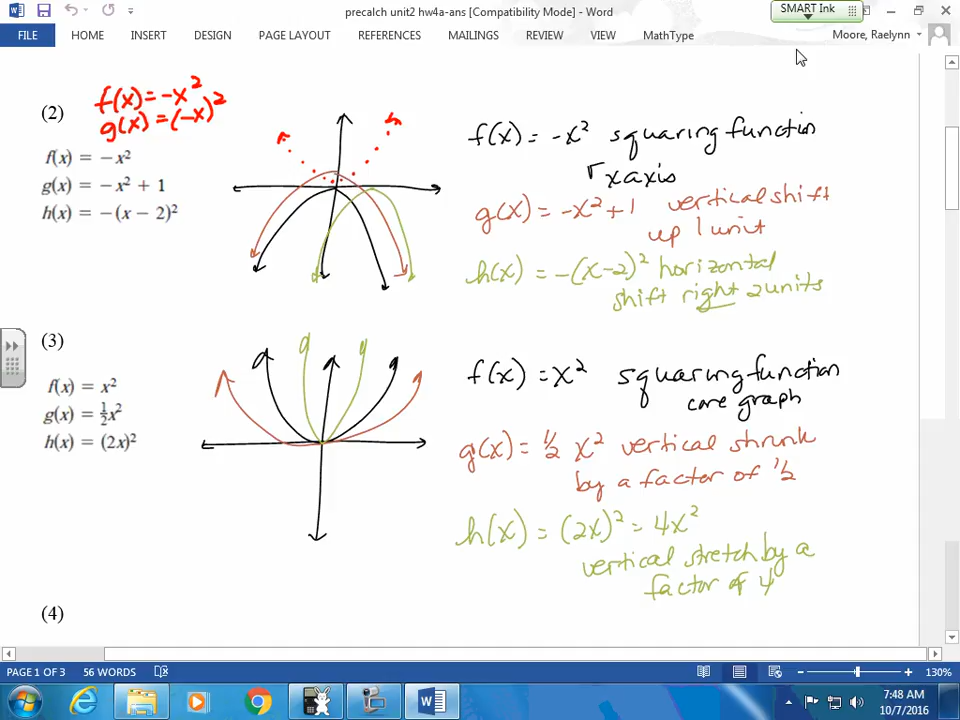 precalch unit2 hw4a-ans [Compatibility Mode] - Word
SMART Ink
FILE HOME INSERT DESIGN PAGE LAYOUT REFERENCES MAILINGS REVIEW VIEW MathType Moore, Raelynn
f(x) = -x²
g(x) = (-x)²
(2)
f(x) = −x²
g(x) = −x² + 1
h(x) = −(x − 2)²
f(x) = -x² squaring function
r x axis
g(x) = -x²+1 vertical shift
up 1 unit
h(x) = -(x-2)² horizontal
shift right 2 units
(3)
f(x) = x²
g(x) = ½x²
h(x) = (2x)²
f(x) = x² squaring function
core graph
g(x) = ½ x² vertical shrunk
by a factor of ½
h(x) = (2x)² = 4x²
vertical stretch by a
factor of 4
(4)
PAGE 1 OF 3 56 WORDS 130%
7:48 AM
10/7/2016